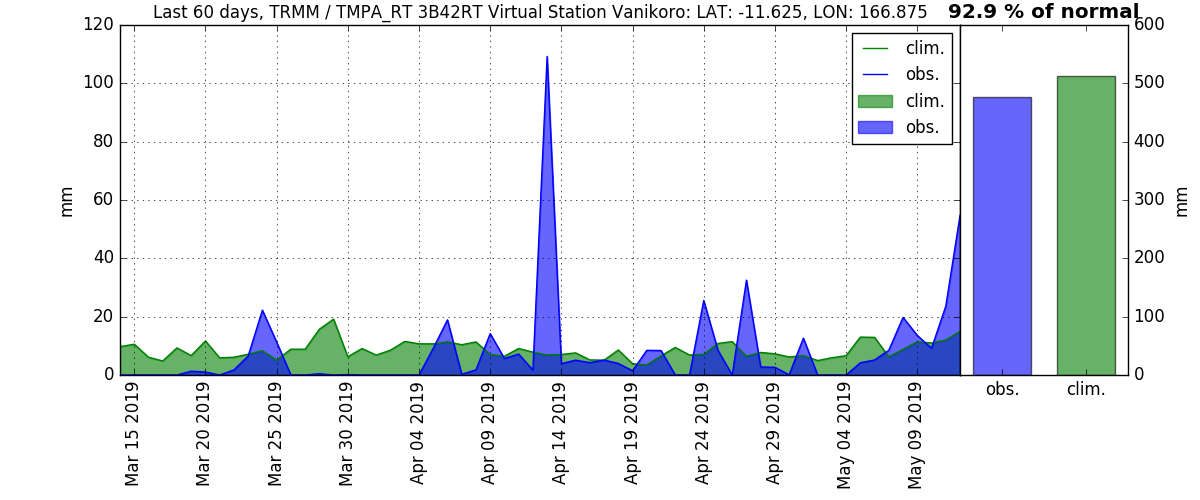 Last 60 days, TRMM / TMPA_RT 3B42RT Virtual Station Vanikoro: LAT: -11.625, LON: 166.875
92.9 % of normal
120
100
80
60
40
20
0
mm
clim.
obs.
clim.
obs.
600
500
400
300
200
100
0
mm
obs.
clim.
Mar 15 2019
Mar 20 2019
Mar 25 2019
Mar 30 2019
Apr 04 2019
Apr 09 2019
Apr 14 2019
Apr 19 2019
Apr 24 2019
Apr 29 2019
May 04 2019
May 09 2019